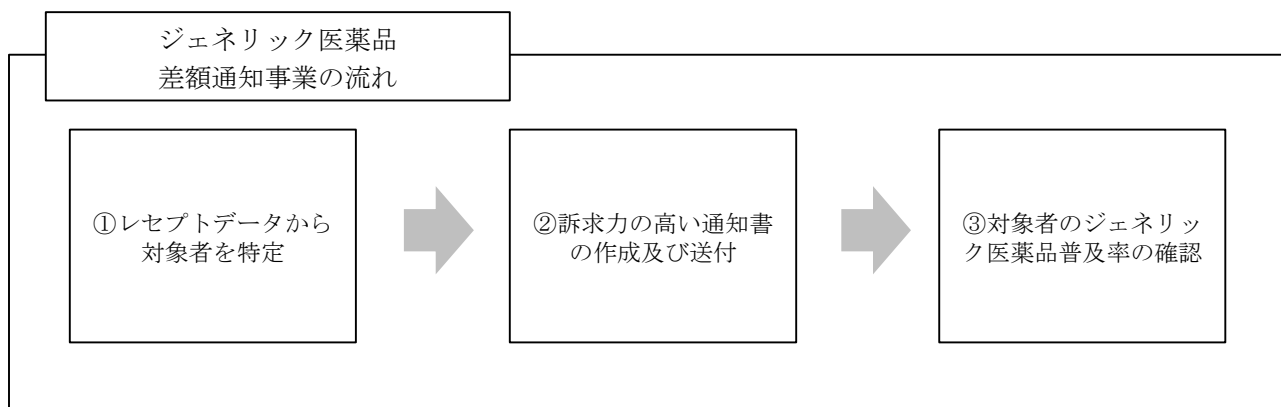 ジェネリック医薬品
差額通知事業の流れ
①レセプトデータから
対象者を特定
②訴求力の高い通知書
の作成及び送付
③対象者のジェネリッ
ク医薬品普及率の確認